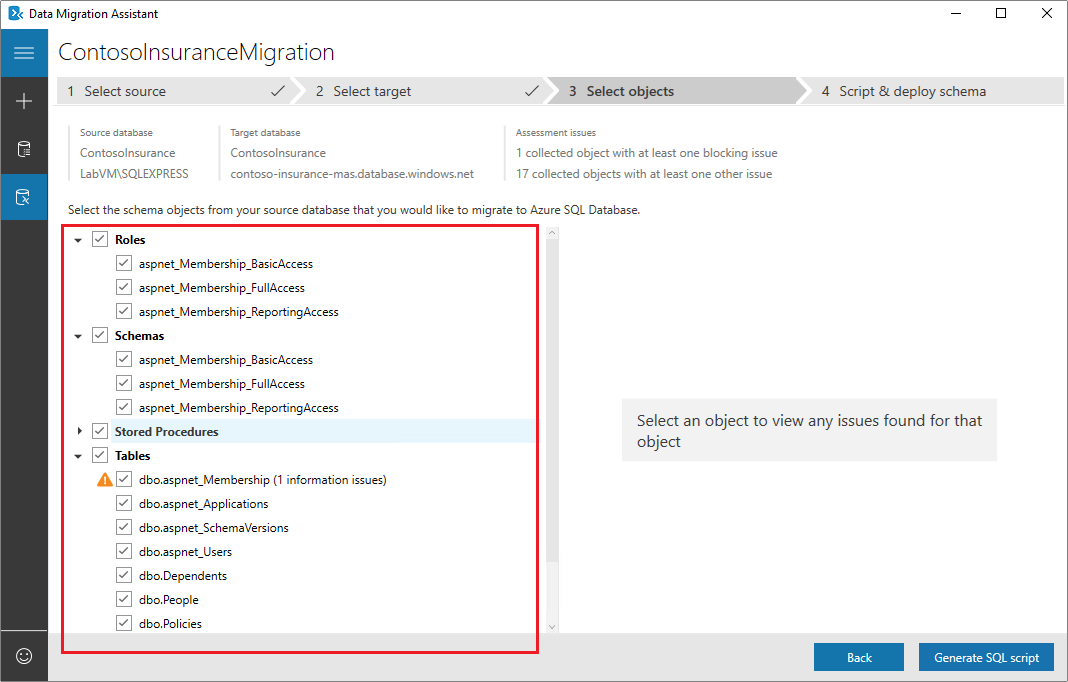 Data Migration Assistant
ContosoInsuranceMigration
1 Select source
2 Select target
3 Select objects
4 Script & deploy schema
Source database
ContosoInsurance
LabVM\SQLEXPRESS
Target database
ContosoInsurance
contoso-insurance-mas.database.windows.net
Assessment issues
1 collected object with at least one blocking issue
17 collected objects with at least one other issue
Select the schema objects from your source database that you would like to migrate to Azure SQL Database.
Roles
aspnet_Membership_BasicAccess
aspnet_Membership_FullAccess
aspnet_Membership_ReportingAccess
Schemas
aspnet_Membership_BasicAccess
aspnet_Membership_FullAccess
aspnet_Membership_ReportingAccess
Stored Procedures
Tables
dbo.aspnet_Membership (1 information issues)
dbo.aspnet_Applications
dbo.aspnet_SchemaVersions
dbo.aspnet_Users
dbo.Dependents
dbo.People
dbo.Policies
Select an object to view any issues found for that
object
Back
Generate SQL script